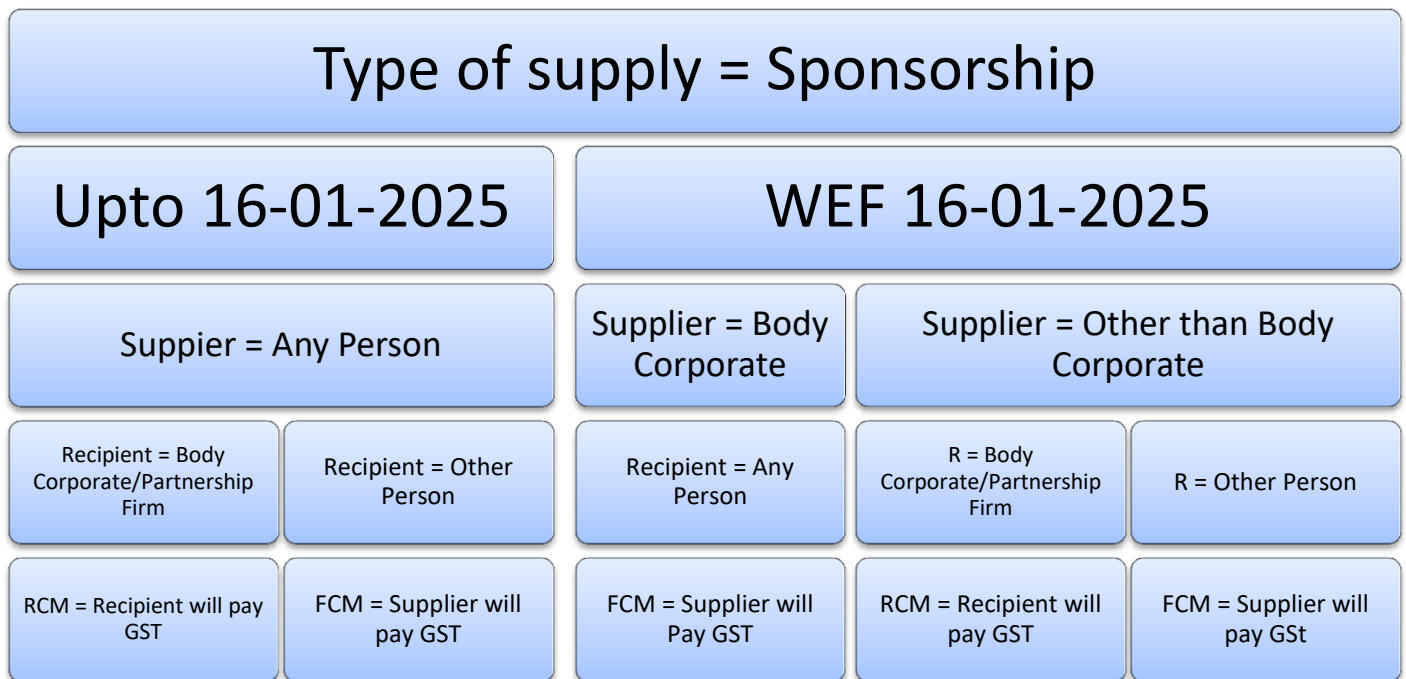 Type of supply = Sponsorship
Upto 16-01-2025
WEF 16-01-2025
Suppier = Any Person
Supplier = Body
Corporate
Supplier = Other than Body
Corporate
Recipient = Body
Corporate/Partnership
Firm
Recipient = Other
Person
Recipient = Any
Person
R = Body
Corporate/Partnership
Firm
R = Other Person
RCM = Recipient will pay
GST
FCM = Supplier will
pay GST
FCM = Supplier will
Pay GST
RCM = Recipient will
pay GST
FCM = Supplier will
pay GSt